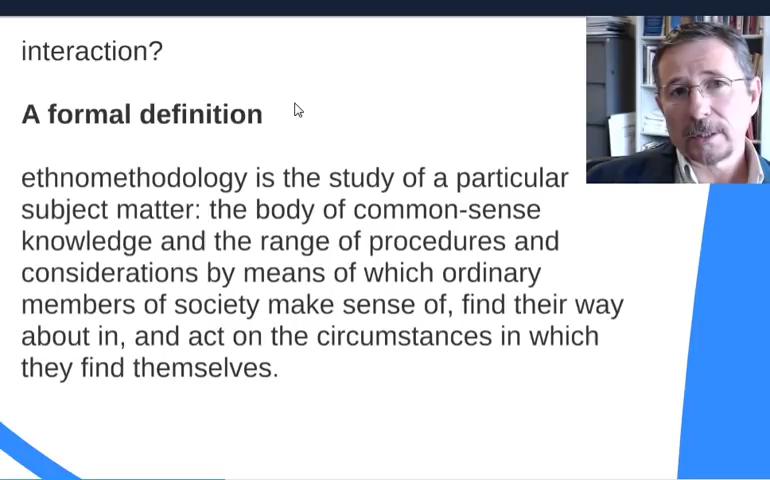 interaction?
A formal definition
ethnomethodology is the study of a particular
subject matter: the body of common-sense
knowledge and the range of procedures and
considerations by means of which ordinary
members of society make sense of, find their way
about in, and act on the circumstances in which
they find themselves.